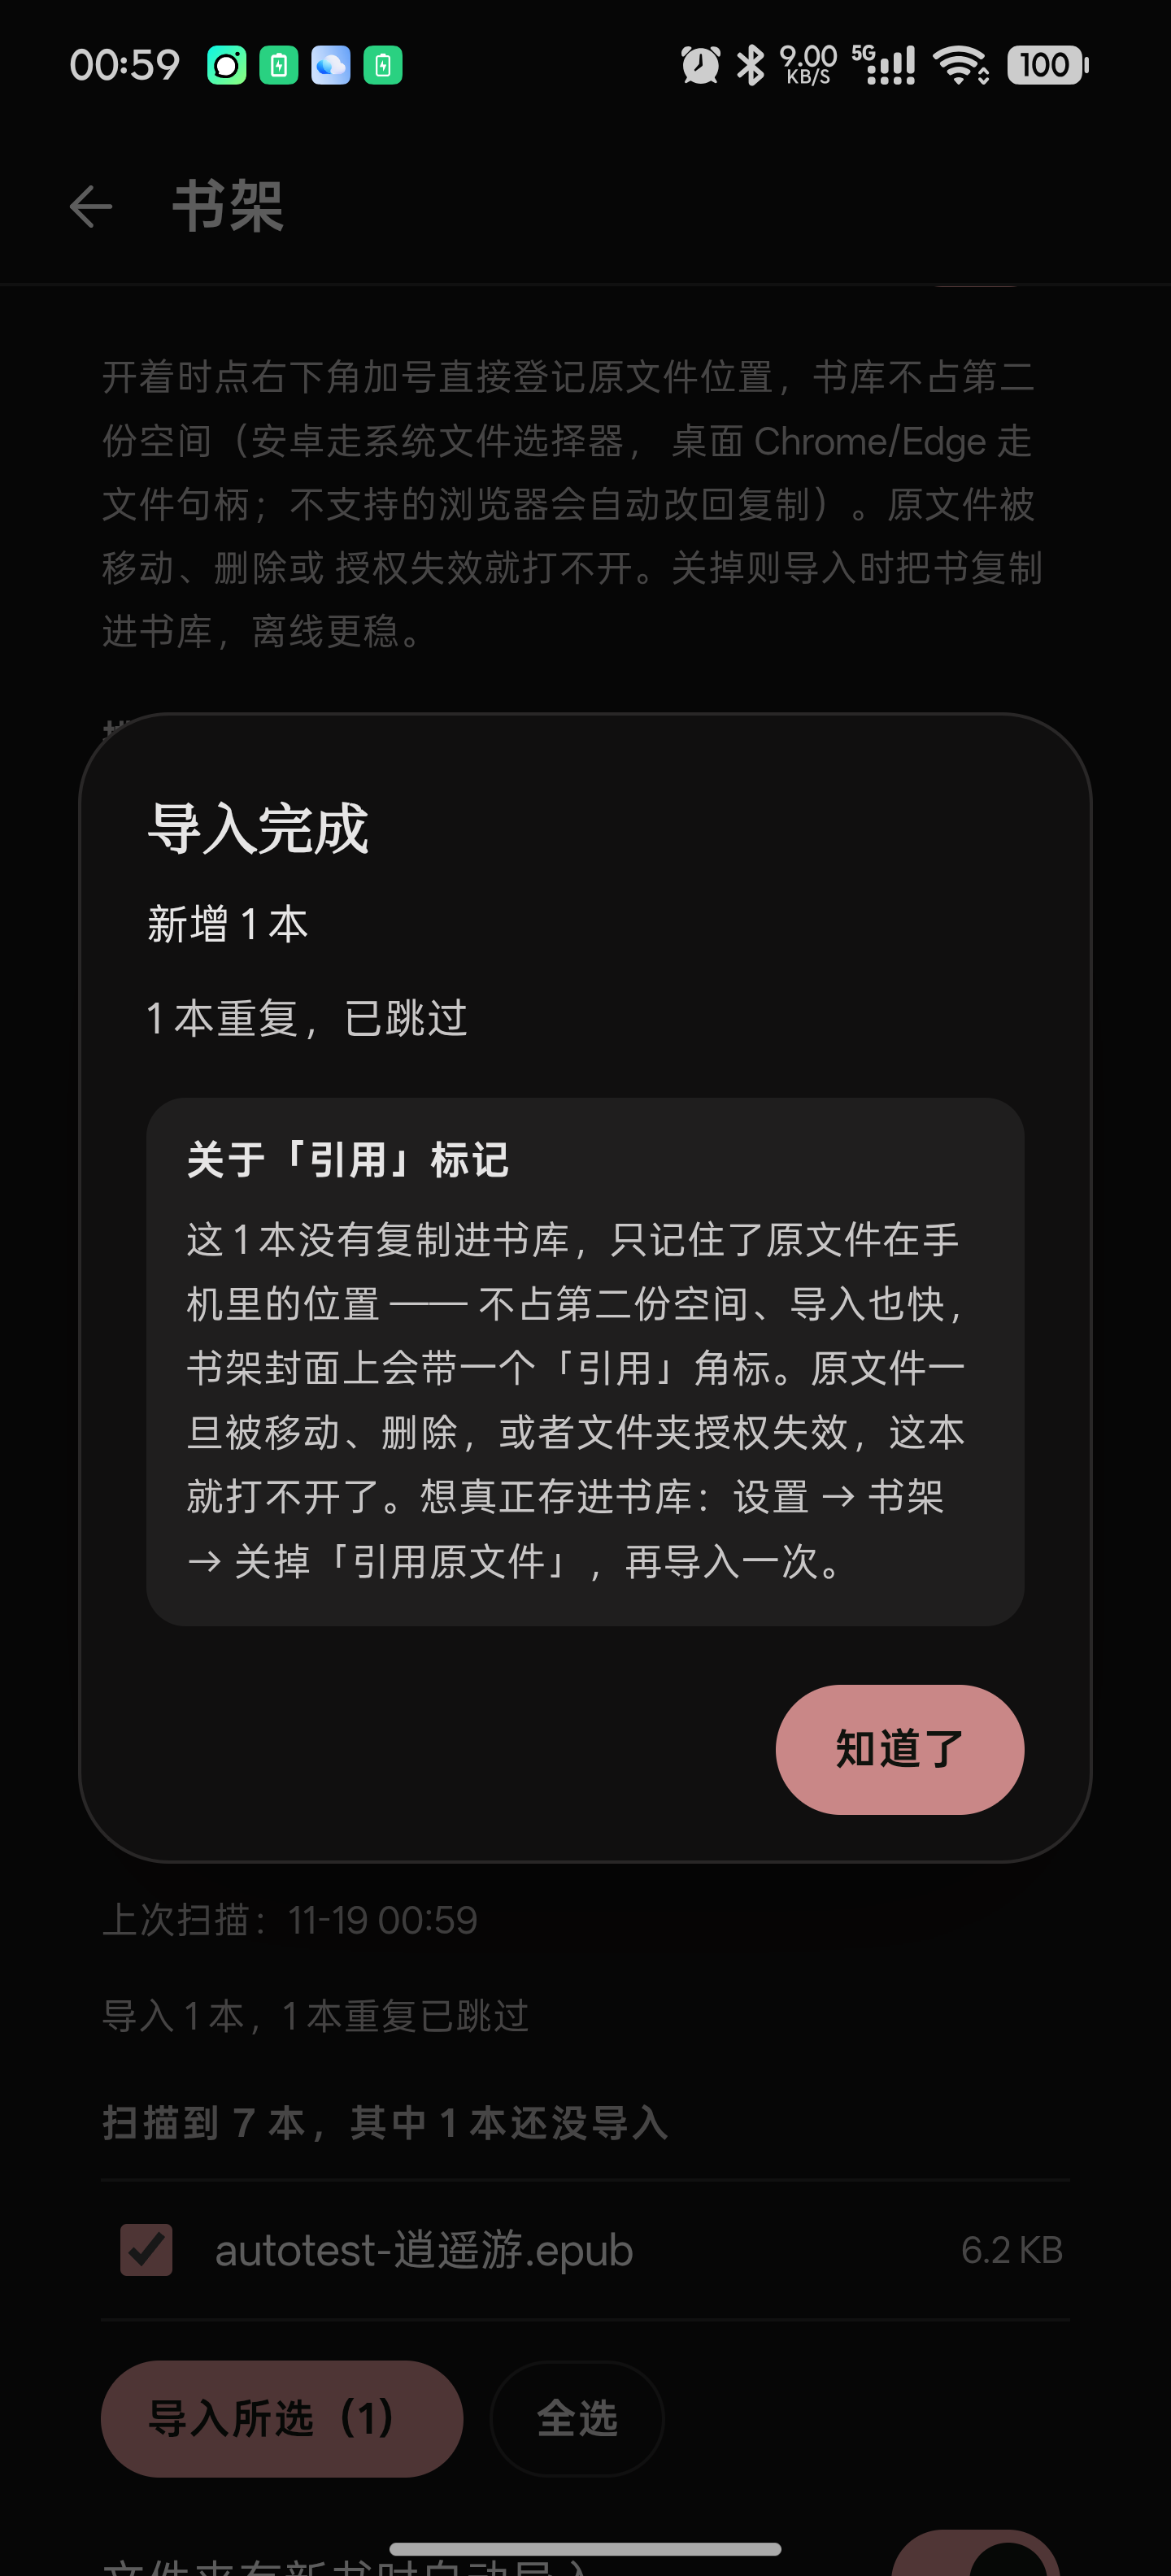 00:59
9.00
KB/S
5G
100
书架
开着时点右下角加号直接登记原文件位置，书库不占第二
份空间（安卓走系统文件选择器， 桌面 Chrome/Edge 走
文件句柄；不支持的浏览器会自动改回复制）。原文件被
移动、删除或 授权失效就打不开。关掉则导入时把书复制
进书库，离线更稳。
导入完成
新增 1 本
1 本重复，已跳过
关于「引用」标记
这 1 本没有复制进书库，只记住了原文件在手
机里的位置 —— 不占第二份空间、导入也快，
书架封面上会带一个「引用」角标。原文件一
旦被移动、删除，或者文件夹授权失效，这本
就打不开了。想真正存进书库：设置 → 书架
→ 关掉「引用原文件」，再导入一次。
知道了
上次扫描：11-19 00:59
导入 1 本，1 本重复已跳过
扫描到 7 本，其中 1 本还没导入
autotest-逍遥游.epub
6.2 KB
导入所选（1）
全选
文件夹有新书时自动导入